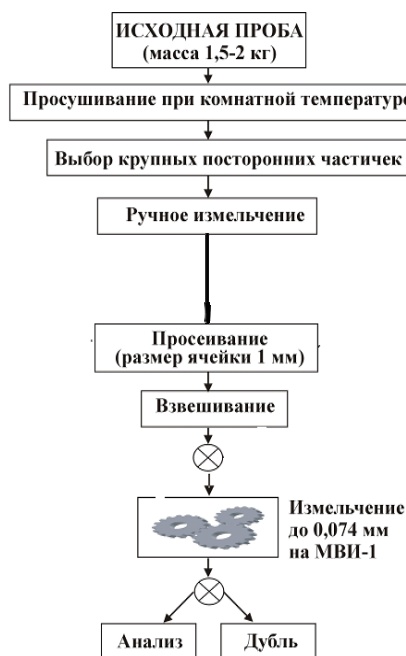 ИСХОДНАЯ ПРОБА
(масса 1,5-2 кг)
Просушивание при комнатной температуре
Выбор крупных посторонних частичек
Ручное измельчение
Просеивание
(размер ячейки 1 мм)
Взвешивание
Измельчение
до 0,074 мм
на МВИ-1
Анализ
Дубль